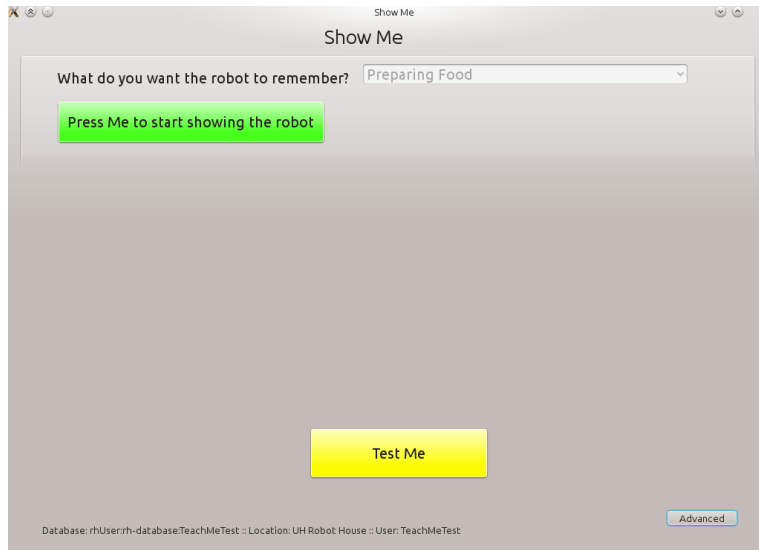 Show Me
Show Me
What do you want the robot to remember? Preparing Food
Press Me to start showing the robot
Test Me
Advanced
Database: rhUser:rh-database:TeachMeTest :: Location: UH Robot House :: User: TeachMeTest